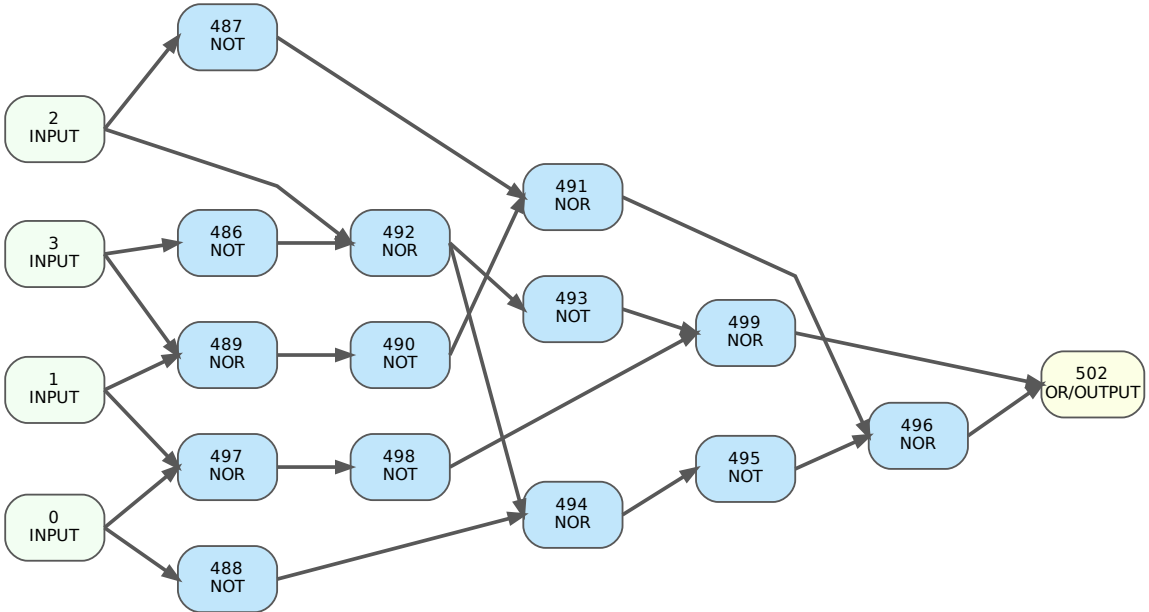 487
NOT
2
INPUT
491
NOR
3
INPUT
486
NOT
492
NOR
493
NOT
499
NOR
489
NOR
490
NOT
1
INPUT
502
OR/OUTPUT
496
NOR
497
NOR
498
NOT
495
NOT
0
INPUT
494
NOR
488
NOT